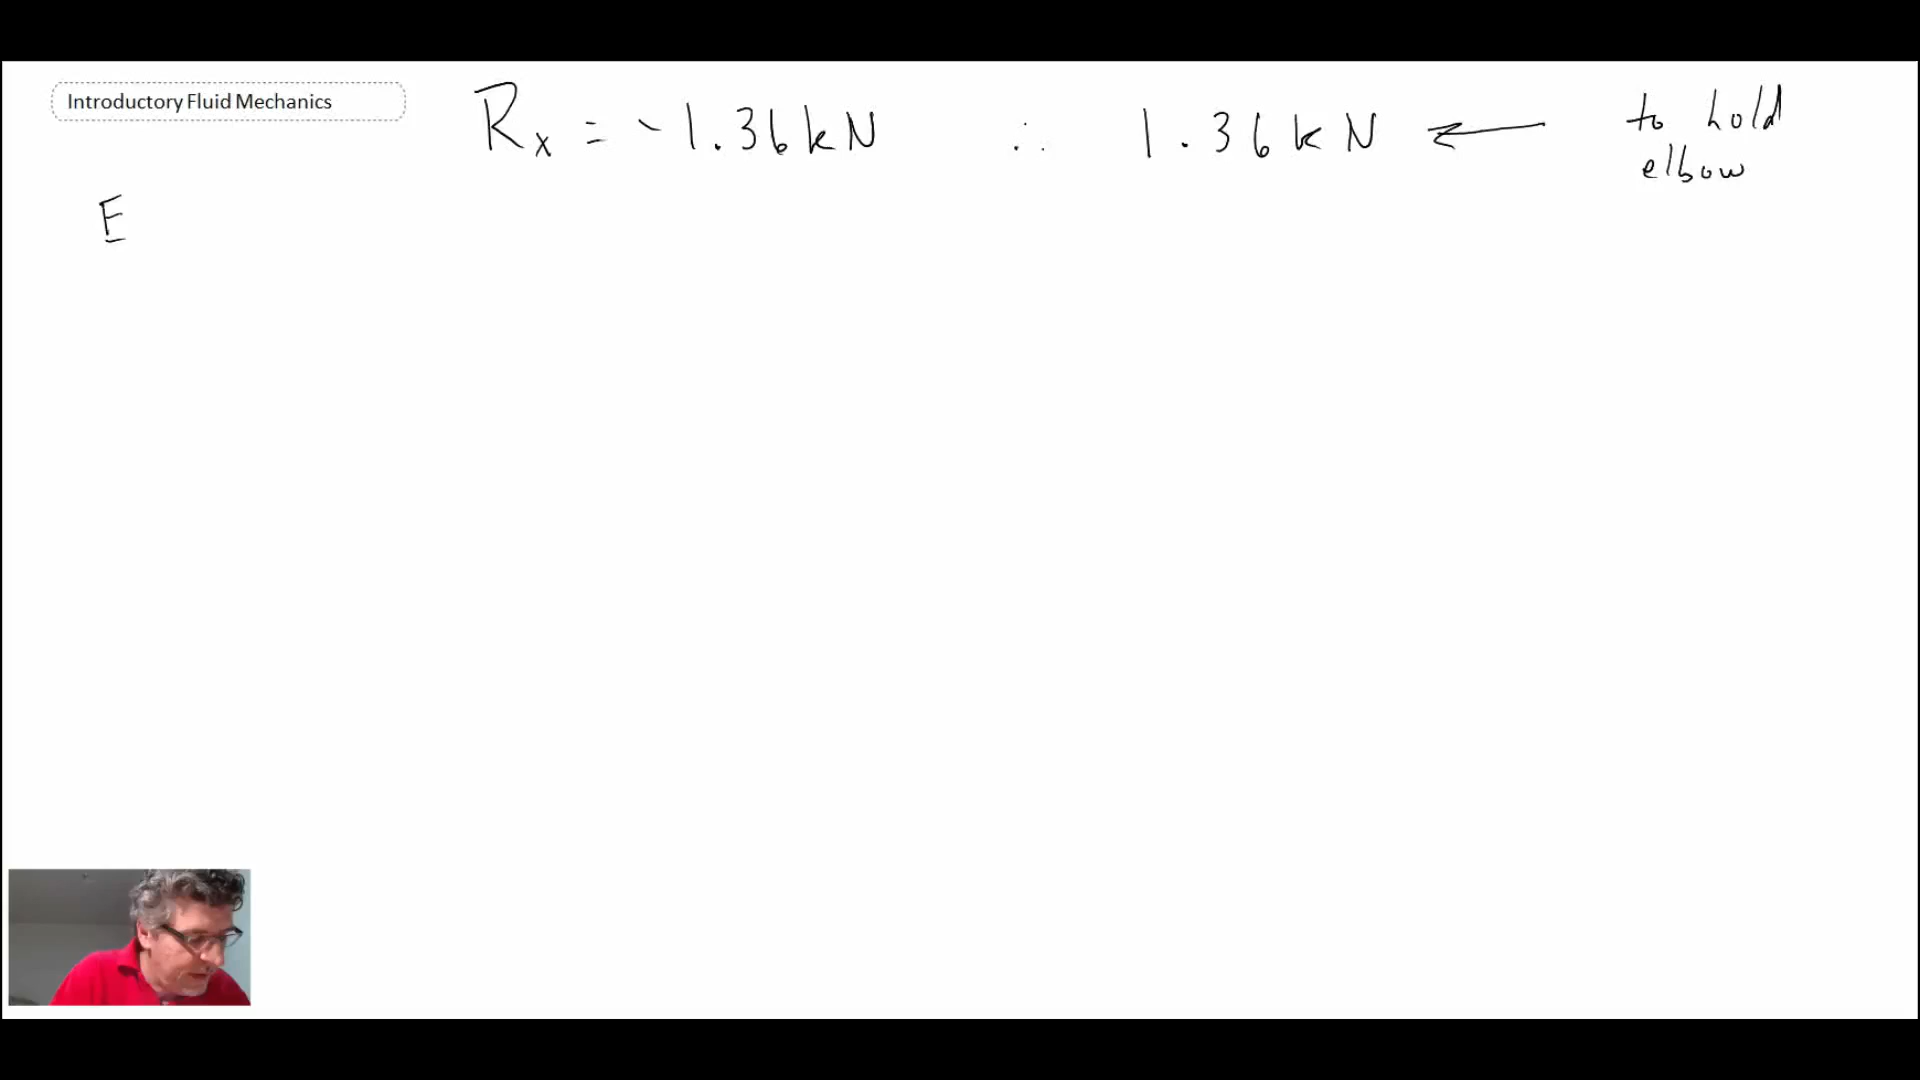 Introductory Fluid Mechanics
Rx = -1.36kN ∴ 1.36kN ← to hold
elbow
E